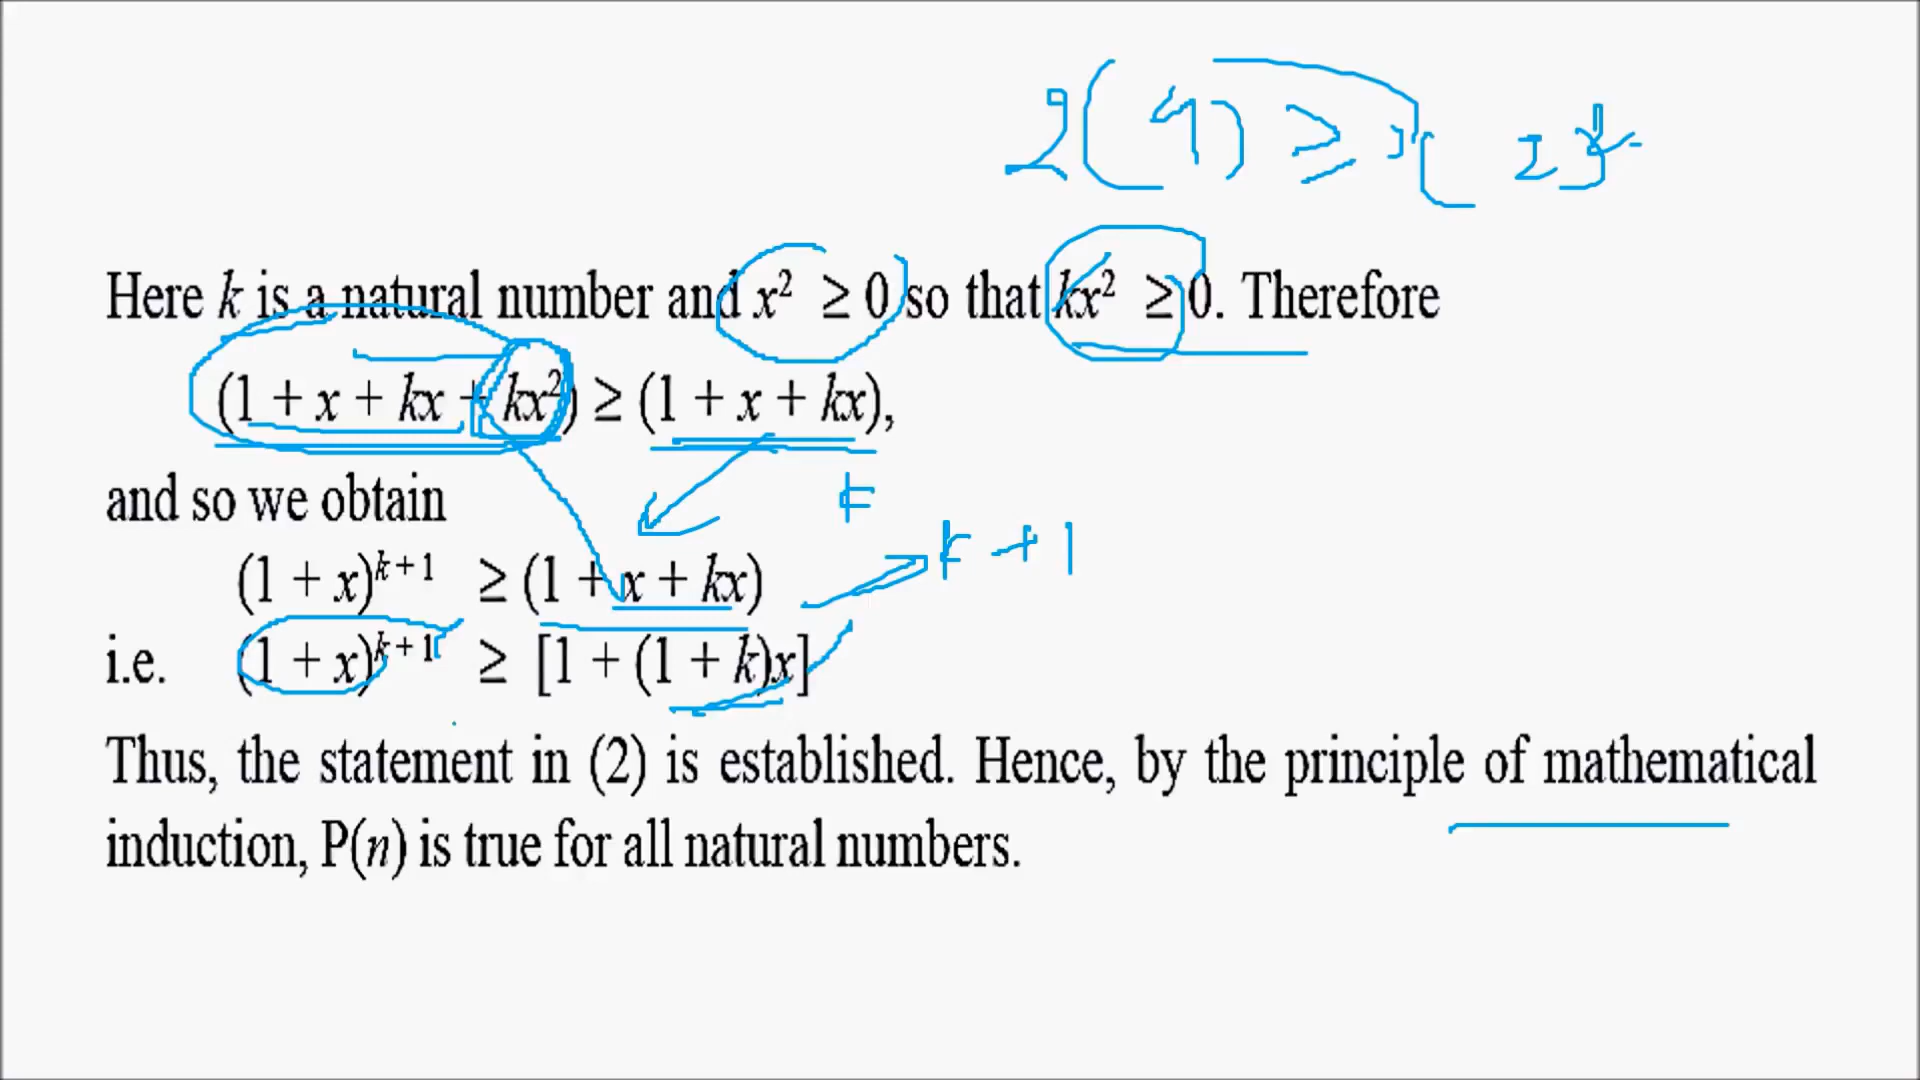 2(4) ≥
Here k is a natural number and x² ≥ 0 so that kx² ≥ 0. Therefore
(1 + x + kx + kx²) ≥ (1 + x + kx),
and so we obtain
k
(1 + x)ᵏ⁺¹ ≥ (1 + x + kx)
k + 1
i.e. (1 + x)ᵏ⁺¹ ≥ [1 + (1 + k)x]
Thus, the statement in (2) is established. Hence, by the principle of mathematical
induction, P(n) is true for all natural numbers.